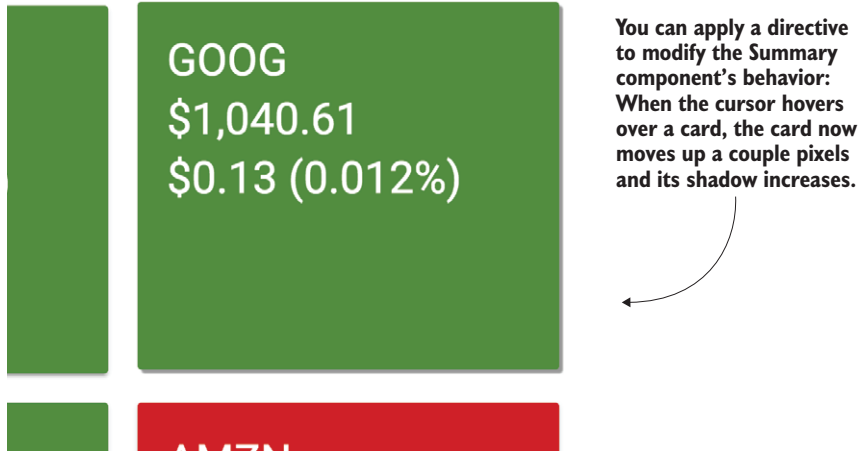 GOOG
$1,040.61
$0.13 (0.012%)
You can apply a directive
to modify the Summary
component’s behavior:
When the cursor hovers
over a card, the card now
moves up a couple pixels
and its shadow increases.
AMZN